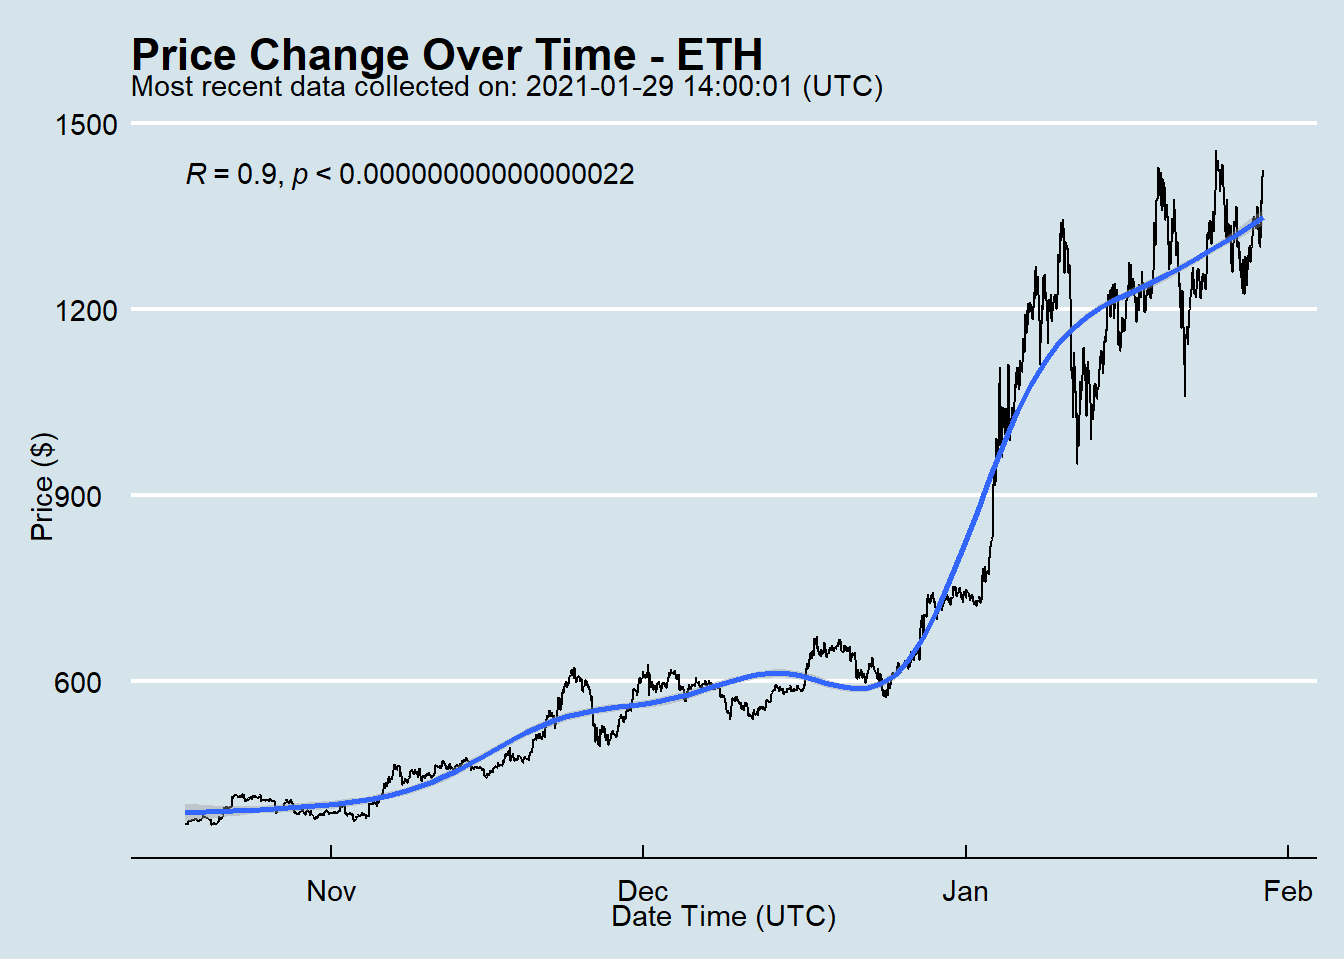 Price Change Over Time - ETH
Most recent data collected on: 2021-01-29 14:00:01 (UTC)
R = 0.9, p < 0.00000000000000022
1500
1200
900
600
Price ($)
Nov
Dec
Jan
Feb
Date Time (UTC)